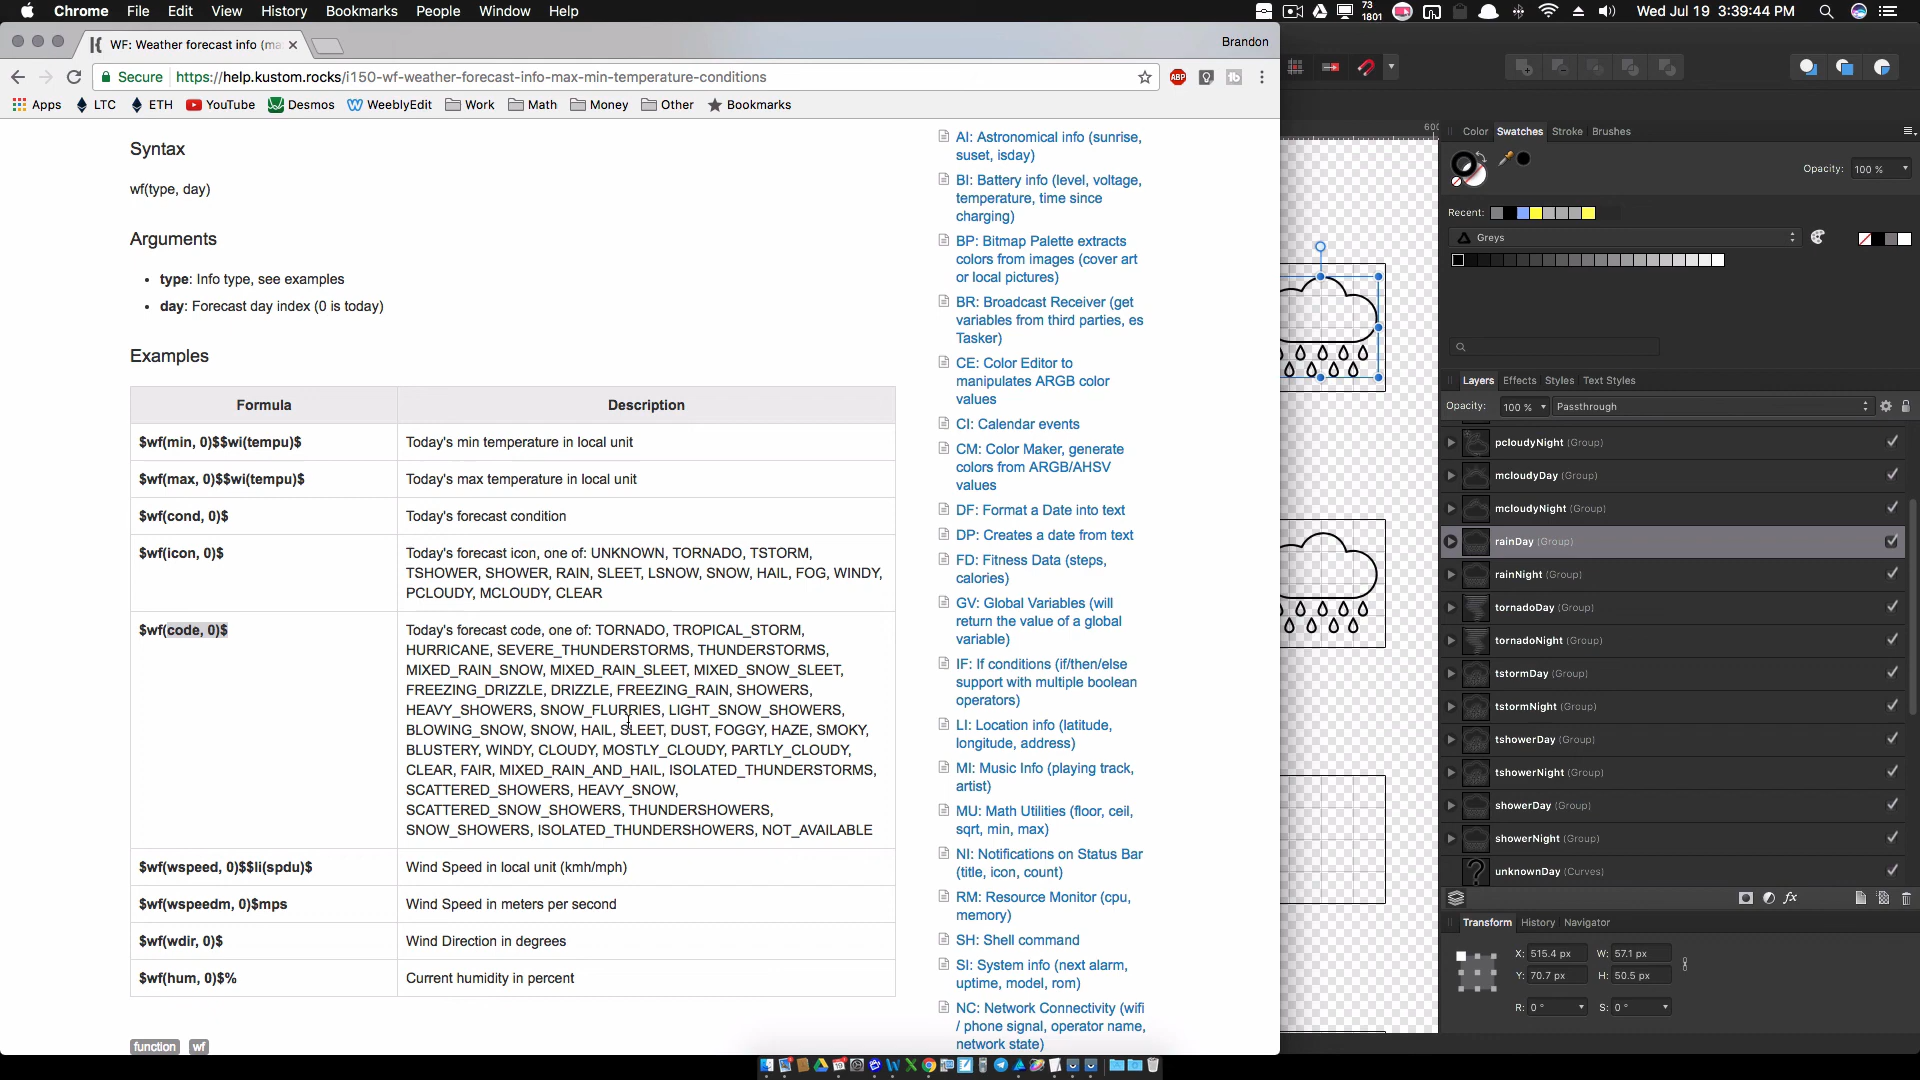 Chrome File Edit View History Bookmarks People Window Help
73
1801
Wed Jul 19 3:39:44 PM
WF: Weather forecast info (ma
Brandon
Secure https://help.kustom.rocks/i150-wf-weather-forecast-info-max-min-temperature-conditions
ABP
Apps LTC ETH YouTube Desmos WeeblyEdit Work Math Money Other Bookmarks
Syntax
wf(type, day)
Arguments
• type: Info type, see examples
• day: Forecast day index (0 is today)
Examples
Formula Description
$wf(min, 0)$$wi(tempu)$ Today's min temperature in local unit
$wf(max, 0)$$wi(tempu)$ Today's max temperature in local unit
$wf(cond, 0)$ Today's forecast condition
$wf(icon, 0)$ Today's forecast icon, one of: UNKNOWN, TORNADO, TSTORM,
TSHOWER, SHOWER, RAIN, SLEET, LSNOW, SNOW, HAIL, FOG, WINDY,
PCLOUDY, MCLOUDY, CLEAR
$wf(code, 0)$ Today's forecast code, one of: TORNADO, TROPICAL_STORM,
HURRICANE, SEVERE_THUNDERSTORMS, THUNDERSTORMS,
MIXED_RAIN_SNOW, MIXED_RAIN_SLEET, MIXED_SNOW_SLEET,
FREEZING_DRIZZLE, DRIZZLE, FREEZING_RAIN, SHOWERS,
HEAVY_SHOWERS, SNOW_FLURRIES, LIGHT_SNOW_SHOWERS,
BLOWING_SNOW, SNOW, HAIL, SLEET, DUST, FOGGY, HAZE, SMOKY,
BLUSTERY, WINDY, CLOUDY, MOSTLY_CLOUDY, PARTLY_CLOUDY,
CLEAR, FAIR, MIXED_RAIN_AND_HAIL, ISOLATED_THUNDERSTORMS,
SCATTERED_SHOWERS, HEAVY_SNOW,
SCATTERED_SNOW_SHOWERS, THUNDERSHOWERS,
SNOW_SHOWERS, ISOLATED_THUNDERSHOWERS, NOT_AVAILABLE
$wf(wspeed, 0)$$li(spdu)$ Wind Speed in local unit (kmh/mph)
$wf(wspeedm, 0)$mps Wind Speed in meters per second
$wf(wdir, 0)$ Wind Direction in degrees
$wf(hum, 0)$% Current humidity in percent
function wf
AI: Astronomical info (sunrise,
suset, isday)
BI: Battery info (level, voltage,
temperature, time since
charging)
BP: Bitmap Palette extracts
colors from images (cover art
or local pictures)
BR: Broadcast Receiver (get
variables from third parties, es
Tasker)
CE: Color Editor to
manipulates ARGB color
values
CI: Calendar events
CM: Color Maker, generate
colors from ARGB/AHSV
values
DF: Format a Date into text
DP: Creates a date from text
FD: Fitness Data (steps,
calories)
GV: Global Variables (will
return the value of a global
variable)
IF: If conditions (if/then/else
support with multiple boolean
operators)
LI: Location info (latitude,
longitude, address)
MI: Music Info (playing track,
artist)
MU: Math Utilities (floor, ceil,
sqrt, min, max)
NI: Notifications on Status Bar
(title, icon, count)
RM: Resource Monitor (cpu,
memory)
SH: Shell command
SI: System info (next alarm,
uptime, model, rom)
NC: Network Connectivity (wifi
/ phone signal, operator name,
network state)
600
Color Swatches Stroke Brushes
Opacity: 100 %
Recent:
Greys
Layers Effects Styles Text Styles
Opacity: 100 % Passthrough
pcloudyNight (Group)
mcloudyDay (Group)
mcloudyNight (Group)
rainDay (Group)
rainNight (Group)
tornadoDay (Group)
tornadoNight (Group)
tstormDay (Group)
tstormNight (Group)
tshowerDay (Group)
tshowerNight (Group)
showerDay (Group)
showerNight (Group)
unknownDay (Curves)
fx
Transform History Navigator
X: 515.4 px W: 57.1 px
Y: 70.7 px H: 50.5 px
R: 0 ° S: 0 °